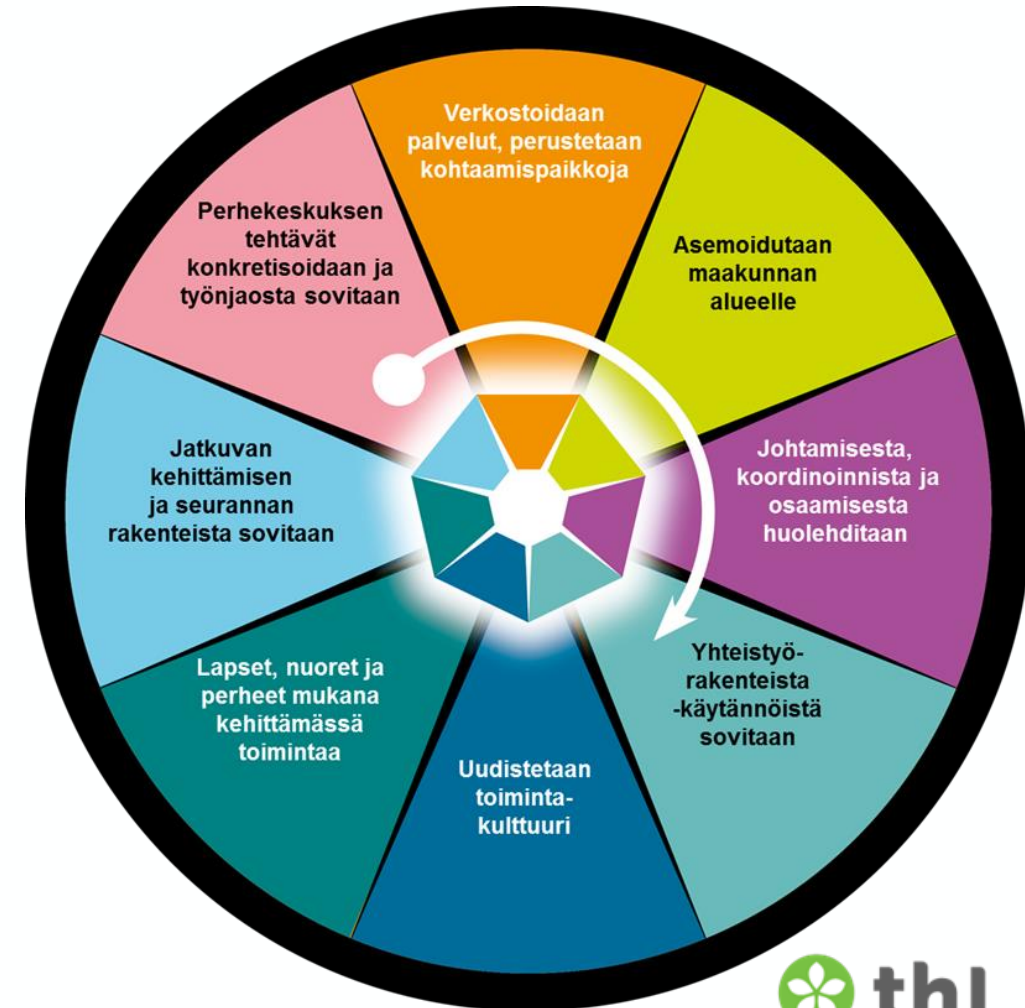 Verkostoidaan
palvelut, perustetaan
kohtaamispaikkoja
Asemoidutaan
maakunnan
alueelle
Johtamisesta,
koordinoinnista ja
osaamisesta
huolehditaan
Yhteistyö-
rakenteista
-käytännöistä
sovitaan
Uudistetaan
toiminta-
kulttuuri
Lapset, nuoret ja
perheet mukana
kehittämässä
toimintaa
Jatkuvan
kehittämisen
ja seurannan
rakenteista sovitaan
Perhekeskuksen
tehtävät
konkretisoidaan ja
työnjaosta sovitaan
thl